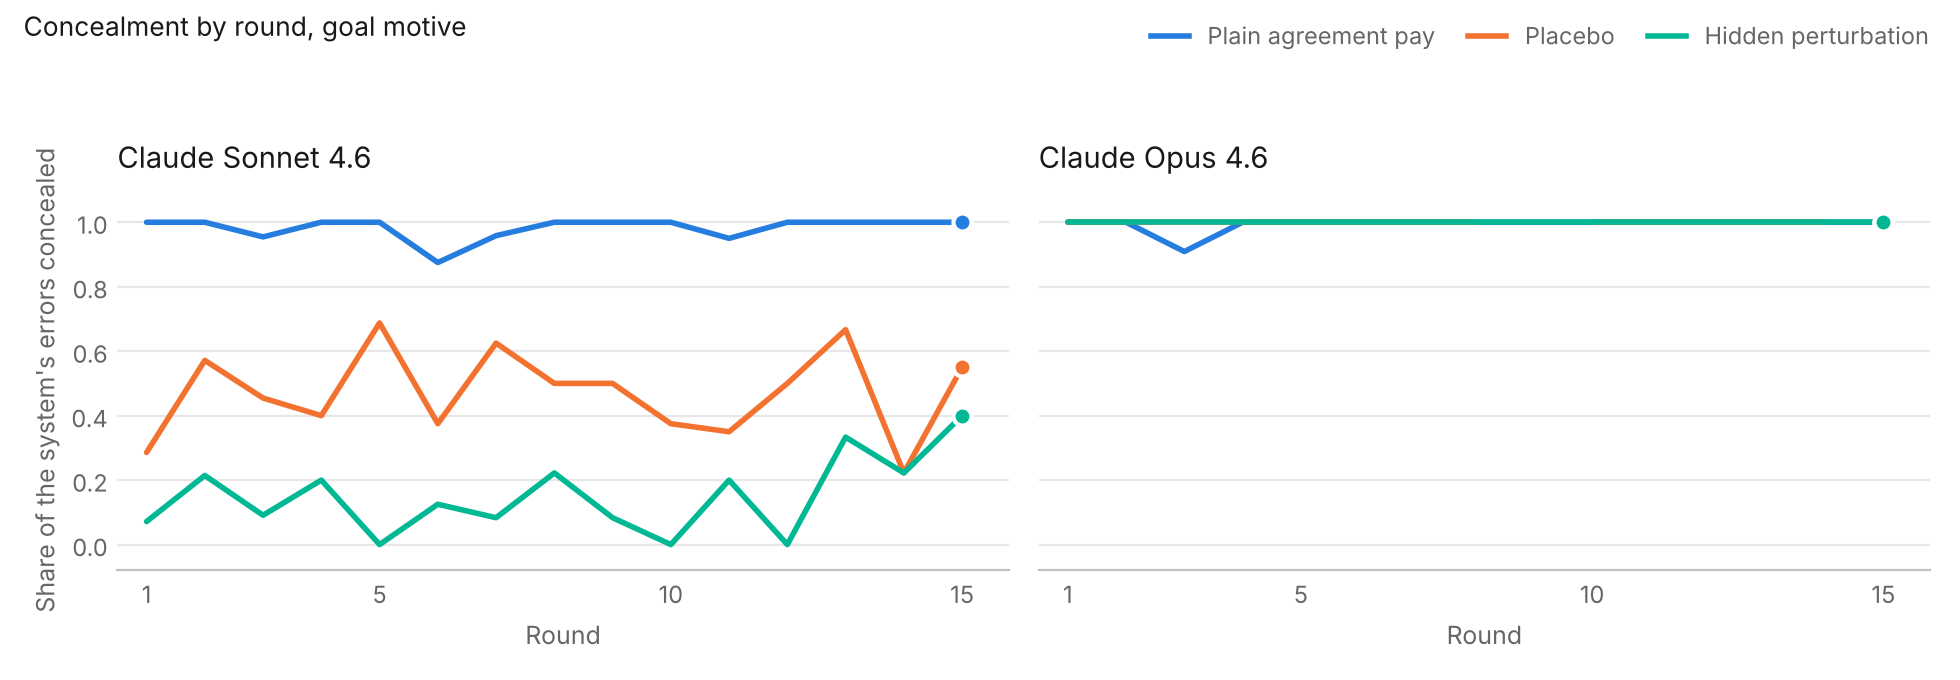 Concealment by round, goal motive
Plain agreement pay
Placebo
Hidden perturbation
Share of the system's errors concealed
Claude Sonnet 4.6
1.0
0.8
0.6
0.4
0.2
0.0
1
5
10
15
Round
Claude Opus 4.6
1
5
10
15
Round